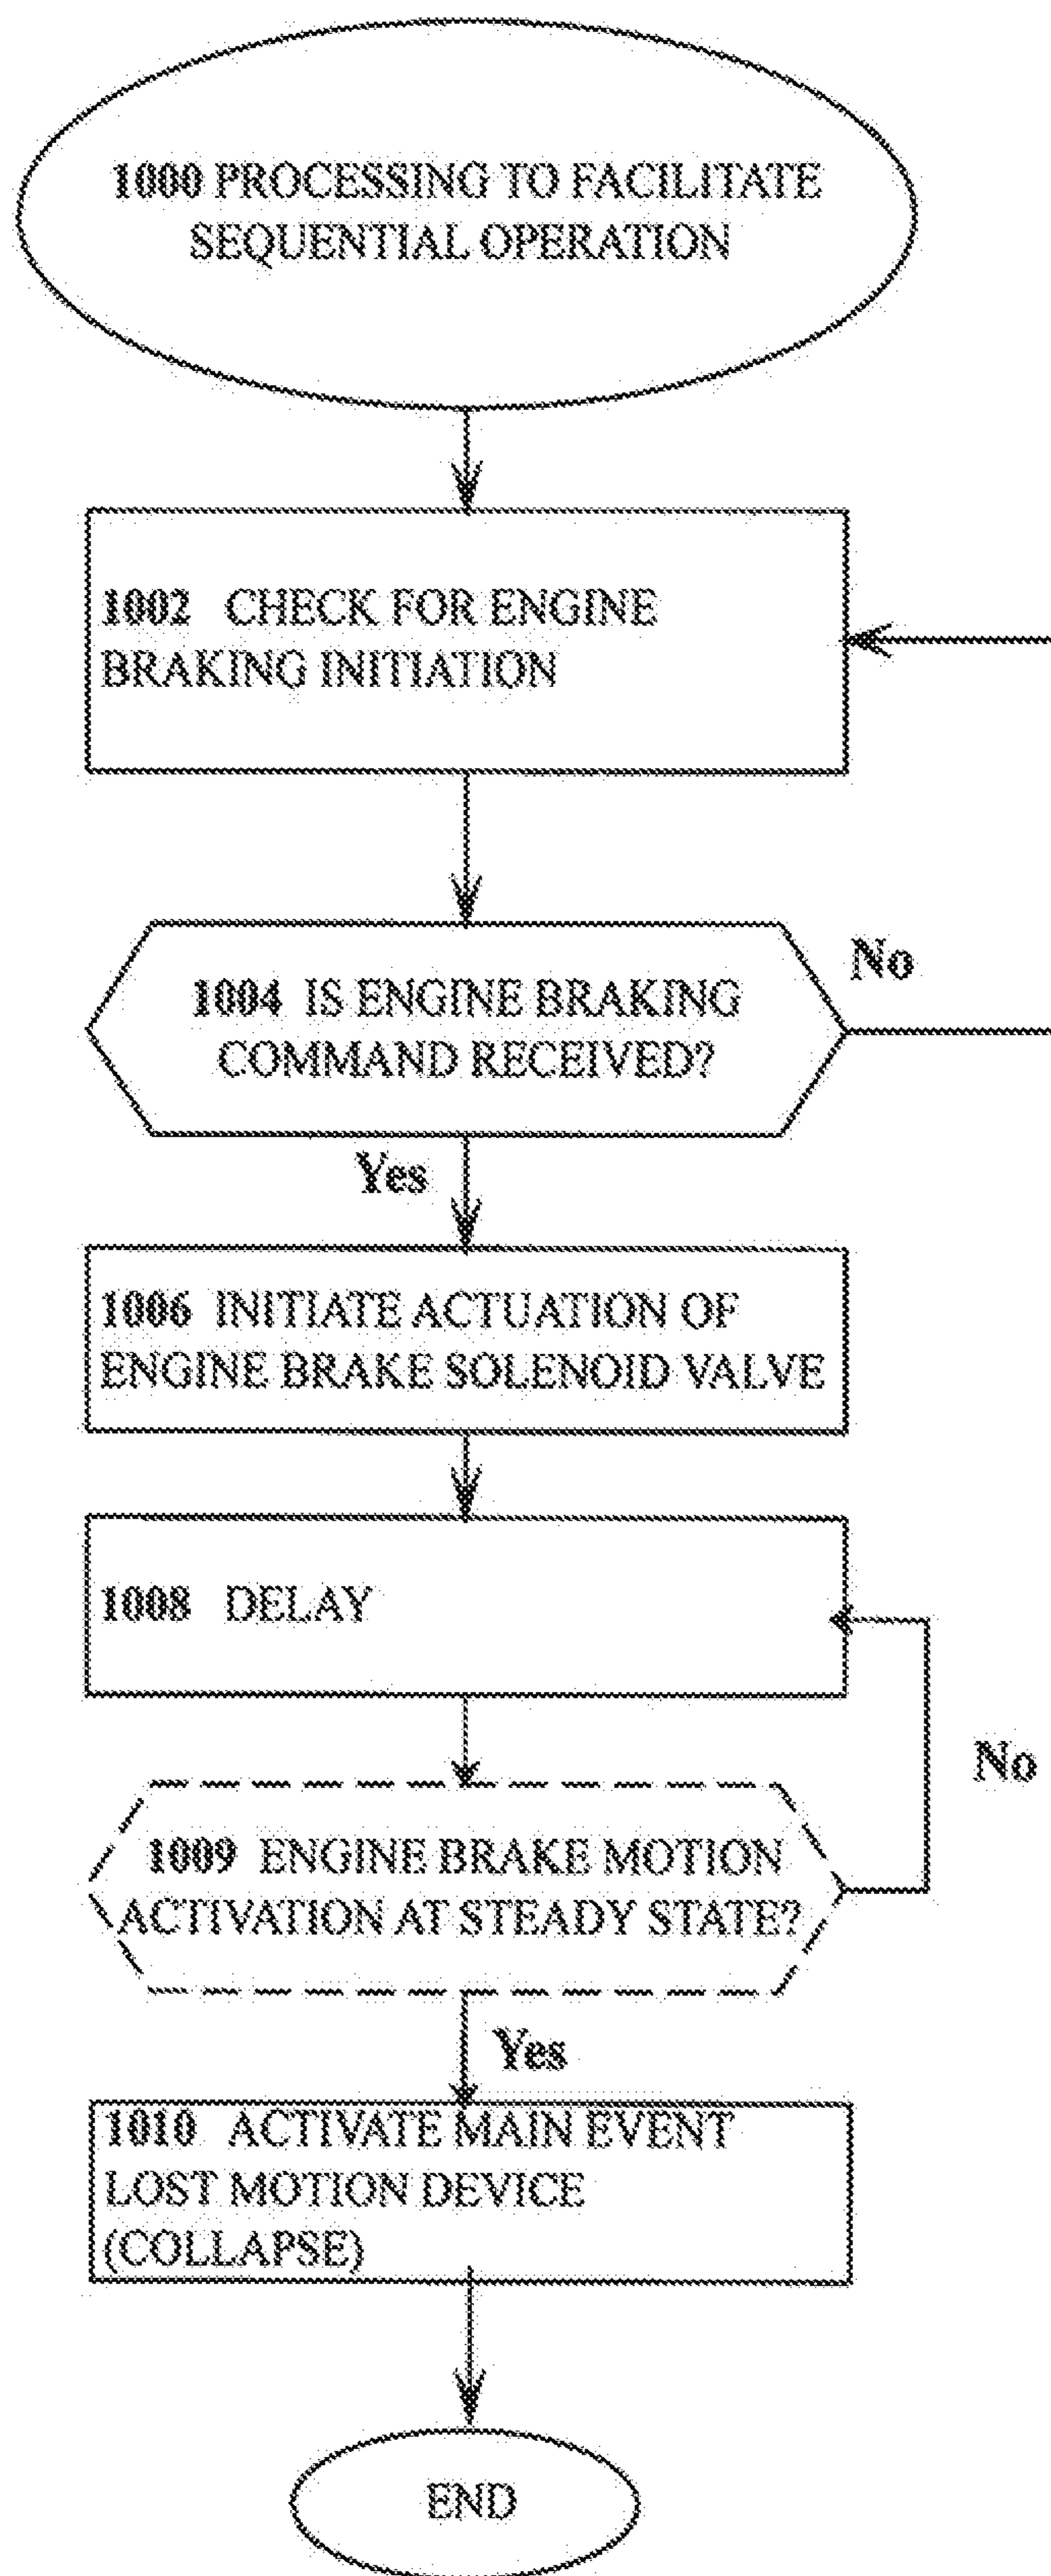 1000 PROCESSING TO FACILITATE
SEQUENTIAL OPERATION
1002 CHECK FOR ENGINE
BRAKING INITIATION
No
1004 IS ENGINE BRAKING
COMMAND RECEIVED?
Yes
1006 INITIATE ACTUATION OF
ENGINE BRAKE SOLENOID VALVE
1008 DELAY
No
1009 ENGINE BRAKE MOTION
ACTIVATION AT STEADY STATE?
Yes
1010 ACTIVATE MAIN EVENT
LOST MOTION DEVICE
(COLLAPSE)
END